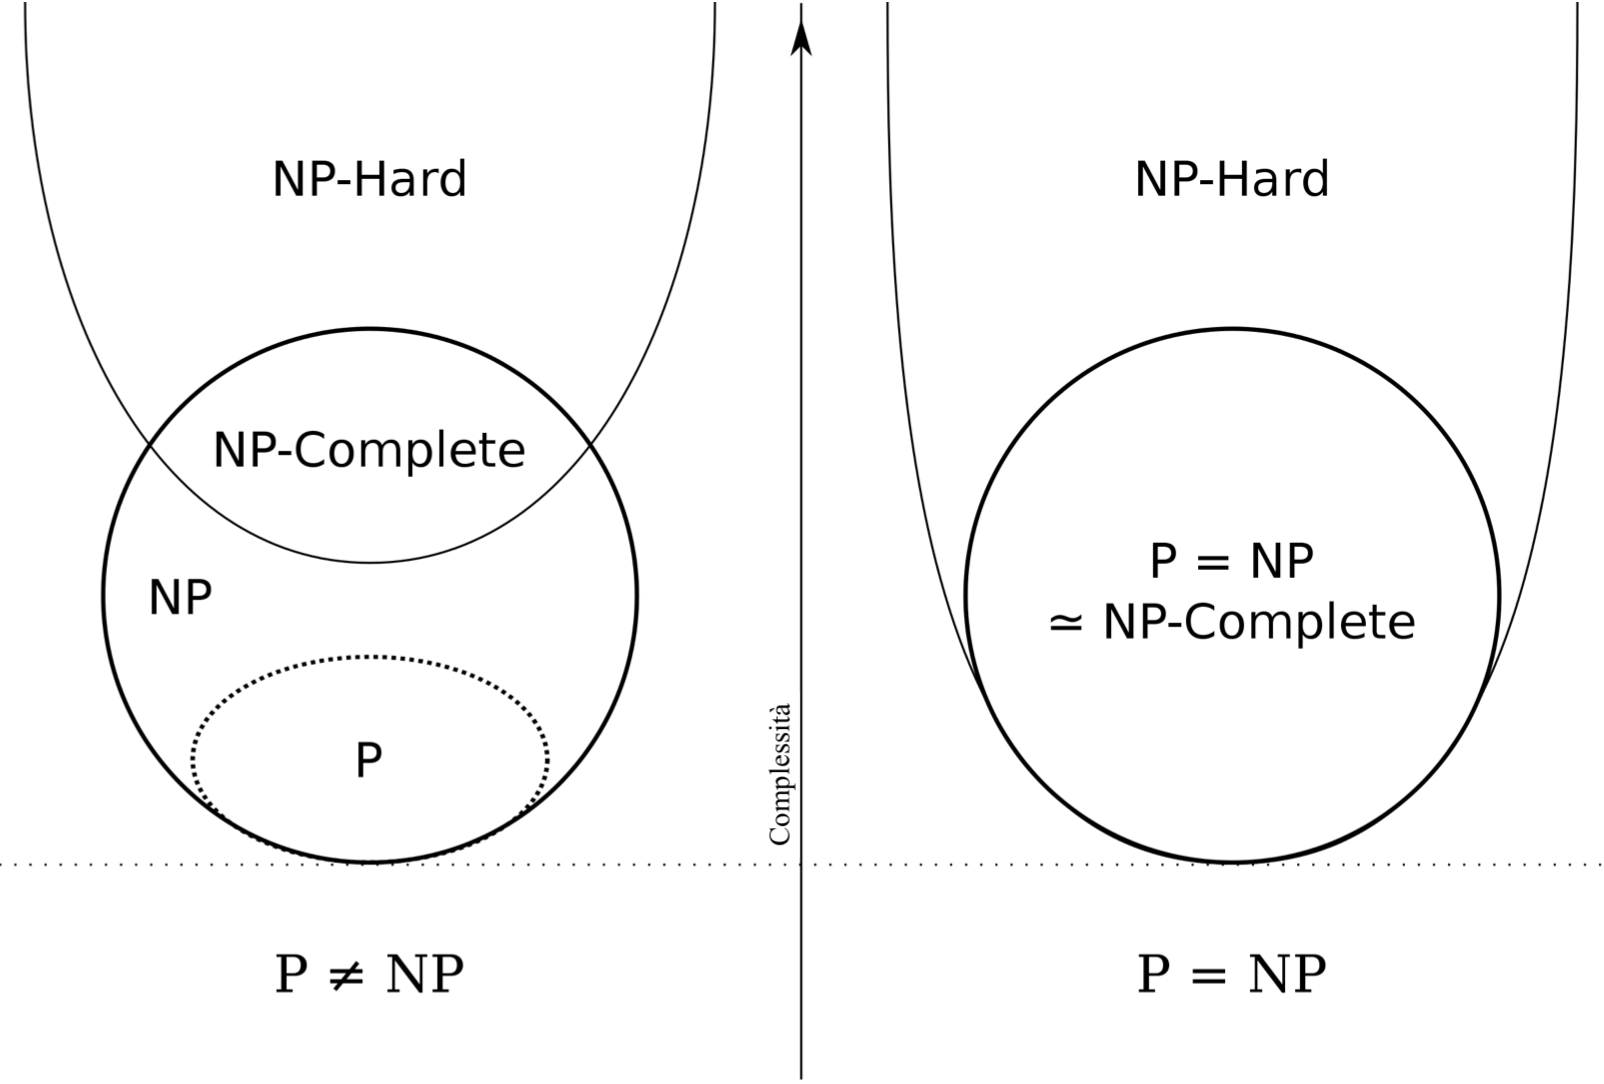 NP-Hard
NP-Complete
NP
P
P ≠ NP
Complessità
NP-Hard
P = NP
≃ NP-Complete
P = NP